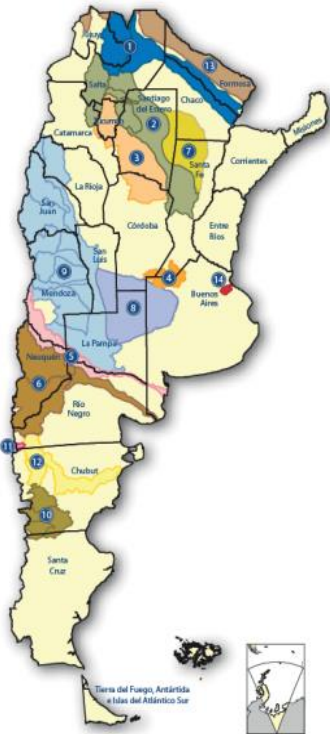 1
Jujuy
13
Formosa
Salta
Chaco
Santiago
del Estero
2
Misiones
Tucumán
7
Catamarca
3
Santa
Fe
Corrientes
La Rioja
San
Juan
Córdoba
Entre
Ríos
San
Luis
9
4
14
Mendoza
Buenos
Aires
8
La Pampa
Neuquén
5
6
Río
Negro
11
12
Chubut
10
Santa
Cruz
Tierra del Fuego, Antártida
e Islas del Atlántico Sur